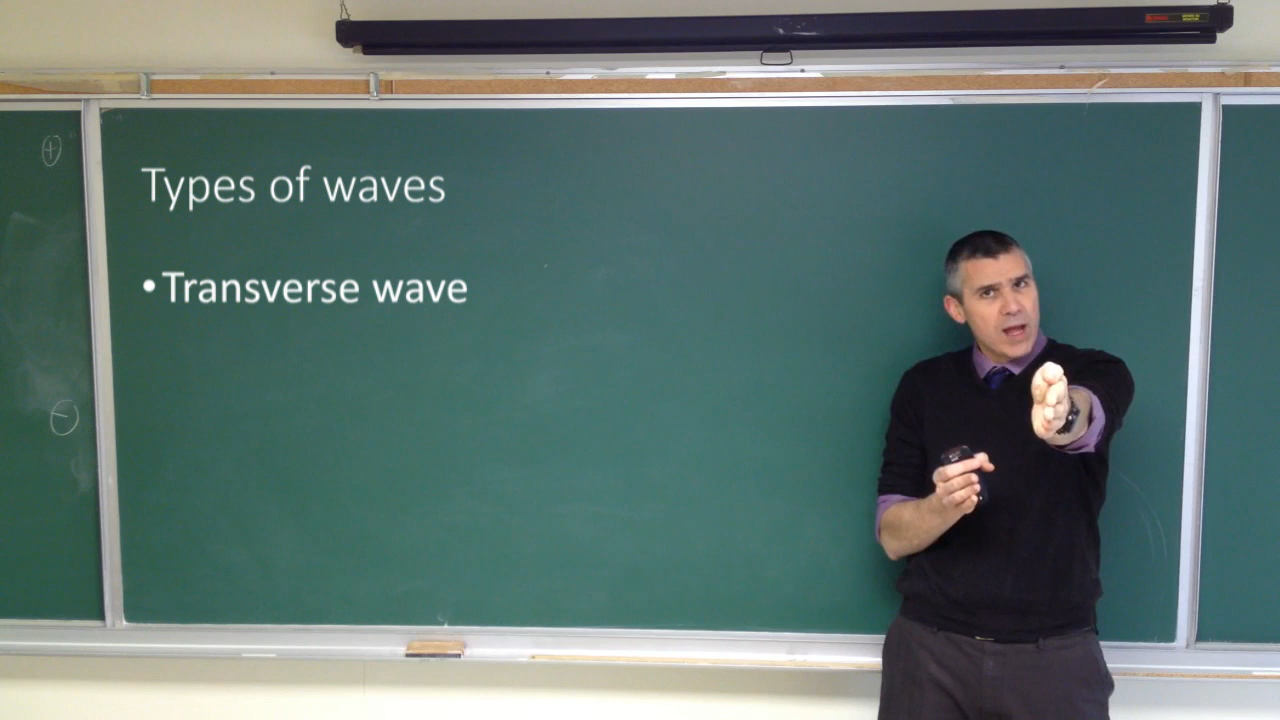 Types of waves
•Transverse wave
+
-